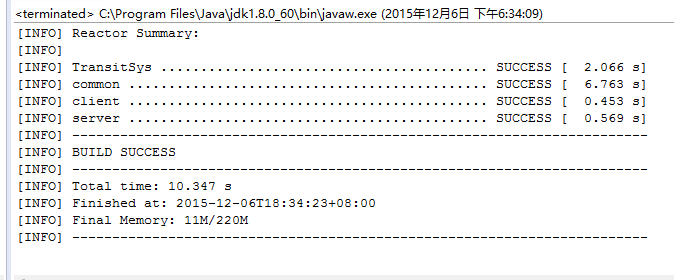 <terminated> C:\Program Files\Java\jdk1.8.0_60\bin\javaw.exe (2015年12月6日 下午6:34:09)
[INFO] Reactor Summary:
[INFO]
[INFO] TransitSys ......................................... SUCCESS [  2.066 s]
[INFO] common ............................................. SUCCESS [  6.763 s]
[INFO] client ............................................. SUCCESS [  0.453 s]
[INFO] server ............................................. SUCCESS [  0.569 s]
[INFO] ------------------------------------------------------------------------
[INFO] BUILD SUCCESS
[INFO] ------------------------------------------------------------------------
[INFO] Total time: 10.347 s
[INFO] Finished at: 2015-12-06T18:34:23+08:00
[INFO] Final Memory: 11M/220M
[INFO] ------------------------------------------------------------------------